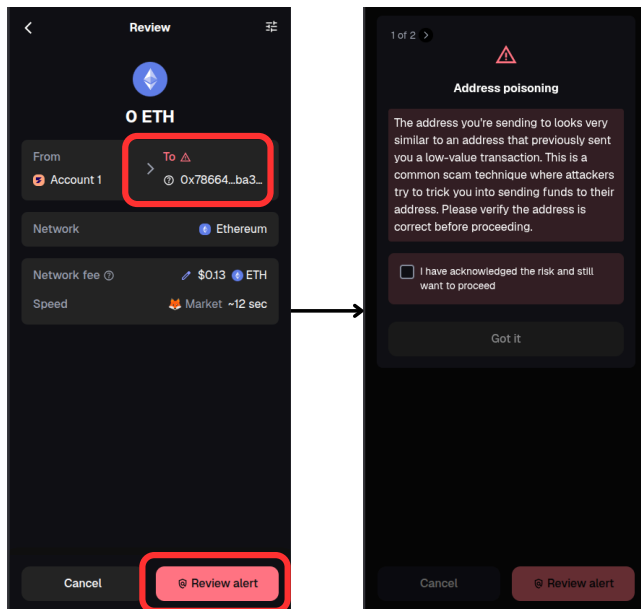 Review
0 ETH
From
To
Account 1
0x78664...ba3...
Network
Ethereum
Network fee
$0.13 ETH
Speed
Market ~12 sec
Cancel
Review alert
1 of 2
Address poisoning
The address you're sending to looks very
similar to an address that previously sent
you a low-value transaction. This is a
common scam technique where attackers
try to trick you into sending funds to their
address. Please verify the address is
correct before proceeding.
I have acknowledged the risk and still
want to proceed
Got it
Cancel
Review alert